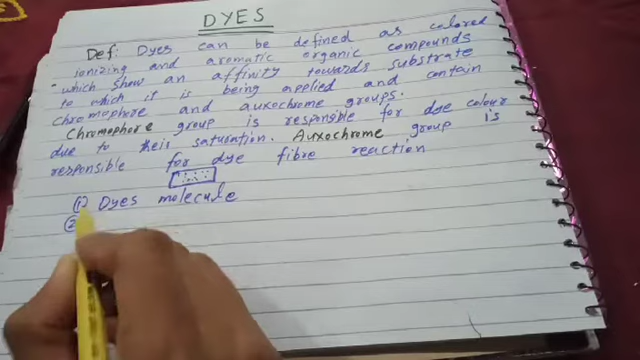 DYES
Def: Dyes can be defined as colored
ionizing and aromatic organic compounds
which show an affinity towards substrate
to which it is being applied and contain
chromophore and auxochrome groups.
Chromophore group is responsible for dye colour
due to their saturation. Auxochrome group is
responsible for dye fibre reaction
① Dyes molecule
②